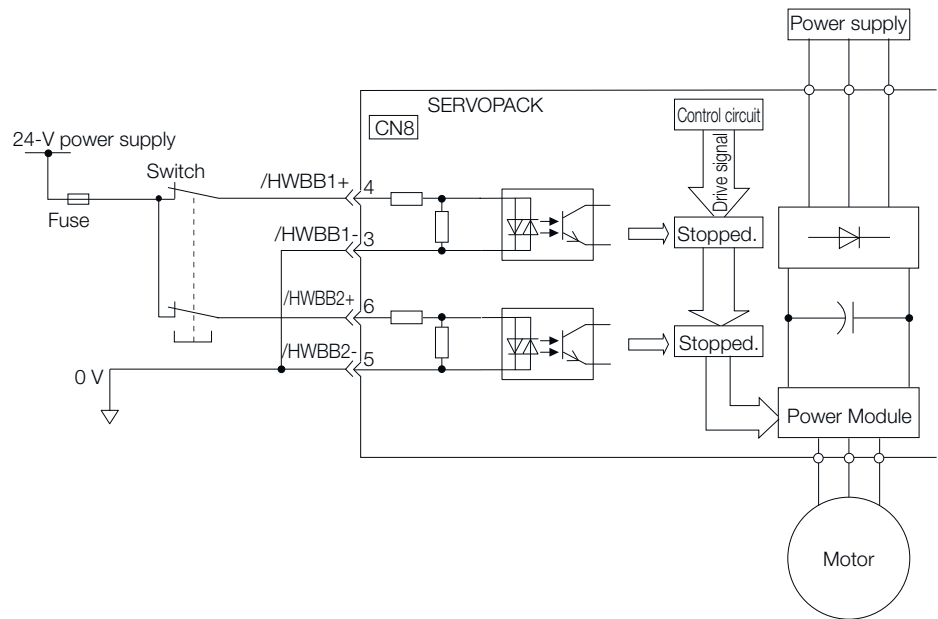 Power supply
SERVOPACK
CN8
Control circuit
Drive signal
24-V power supply
Switch
Fuse
/HWBB1+
4
/HWBB1-
3
Stopped.
/HWBB2+
6
/HWBB2-
5
Stopped.
0 V
Power Module
Motor